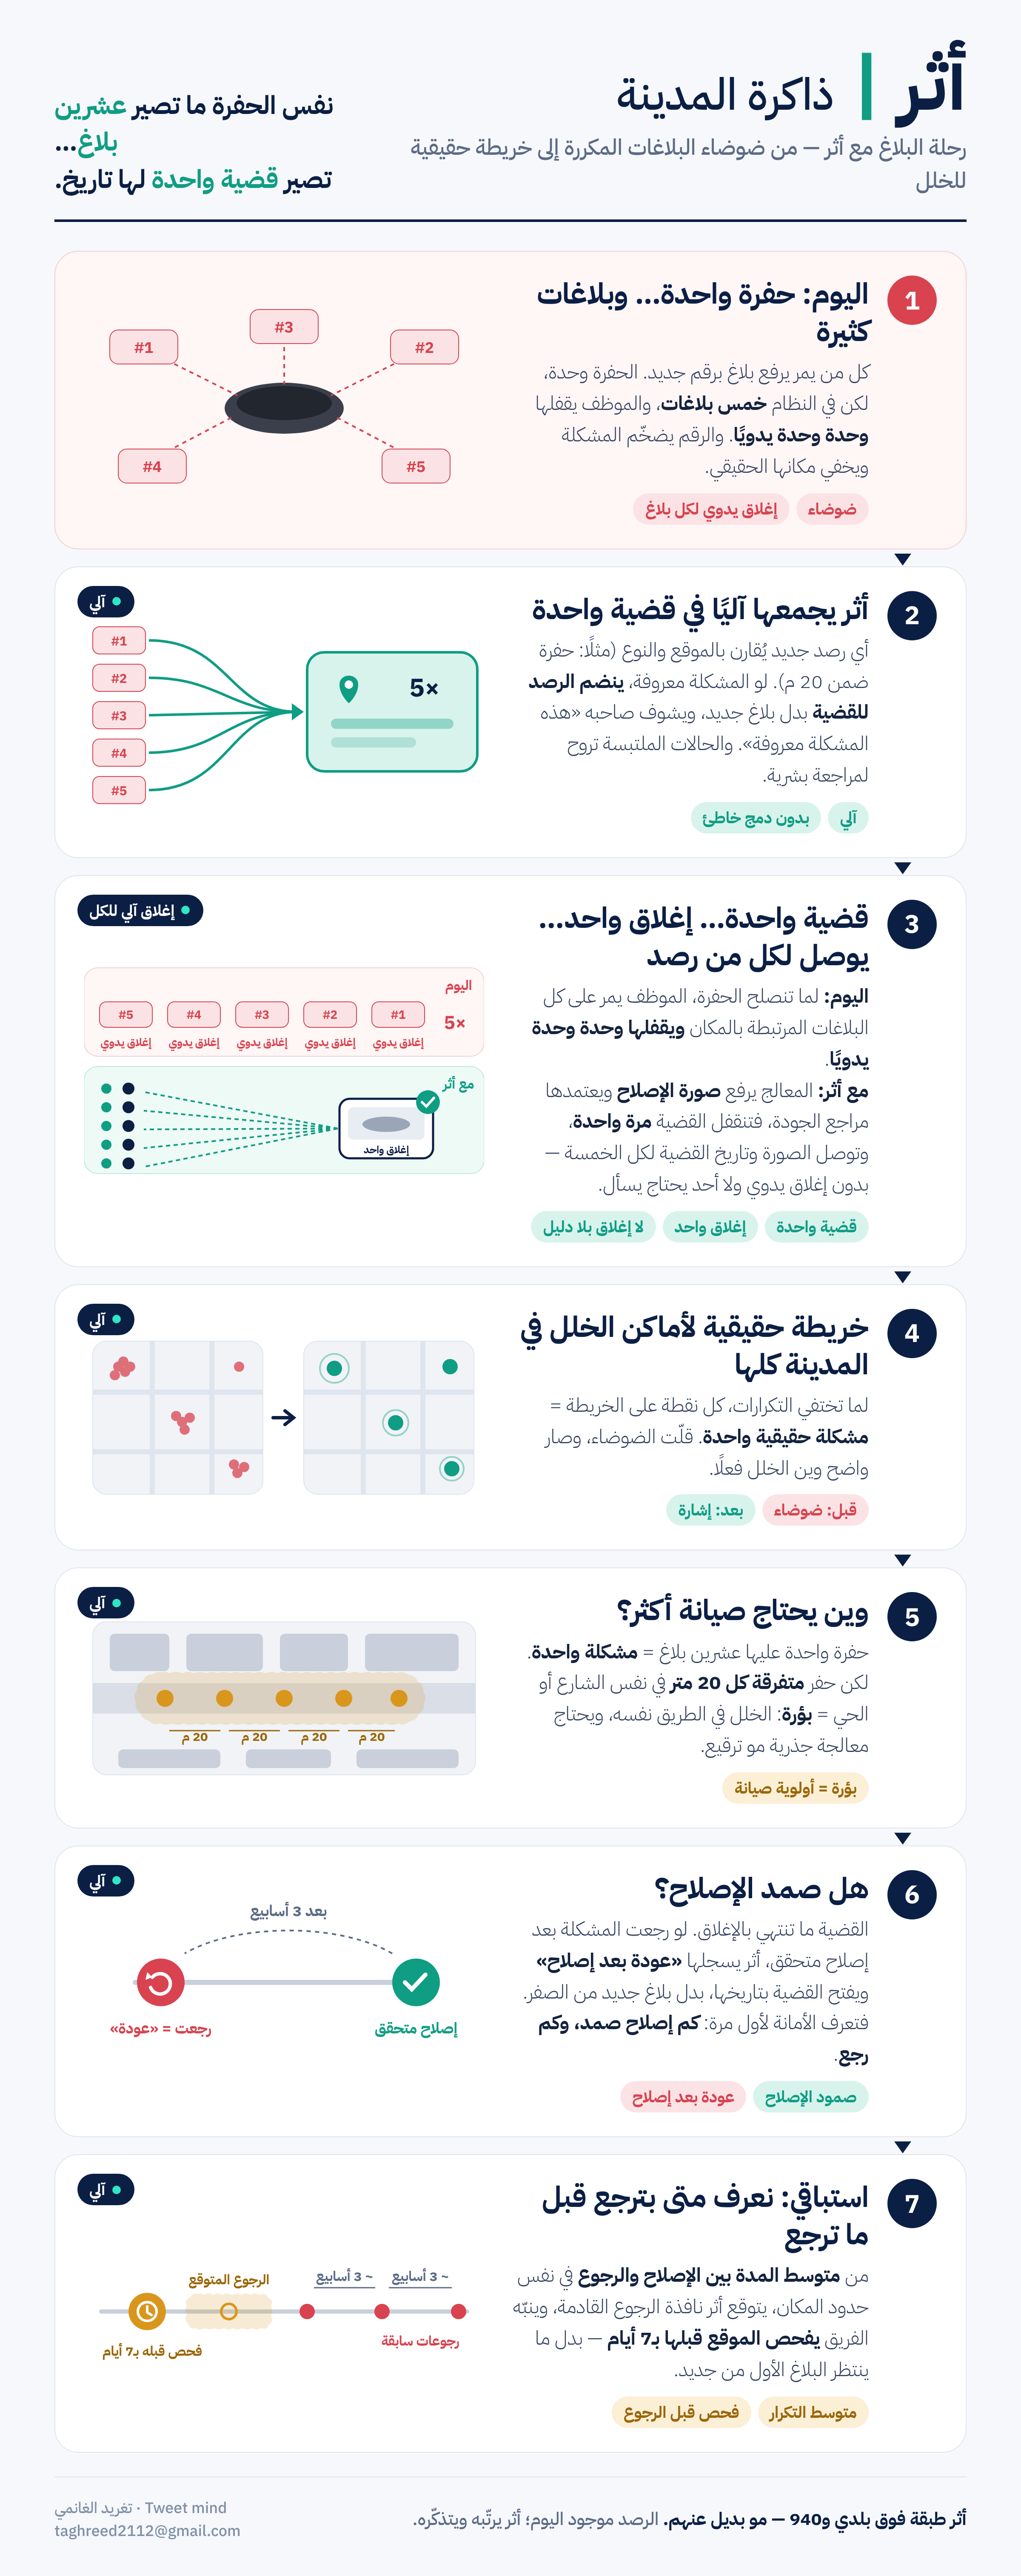 أثر | ذاكرة المدينة
رحلة البلاغ مع أثر — من ضوضاء البلاغات المكررة إلى خريطة حقيقية
للخلل
نفس الحفرة ما تصير عشرين
بلاغ...
تصير قضية واحدة لها تاريخ.
1
اليوم: حفرة واحدة... وبلاغات
كثيرة
كل من يمر يرفع بلاغ برقم جديد. الحفرة وحدة،
لكن في النظام خمس بلاغات، والموظف يقفلها
وحدة وحدة يدويًا. والرقم يضخّم المشكلة
ويخفي مكانها الحقيقي.
ضوضاء
إغلاق يدوي لكل بلاغ
#3
#2
#1
#5
#4
2
أثر يجمعها آليًا في قضية واحدة
أي رصد جديد يُقارن بالموقع والنوع (مثلًا: حفرة
ضمن 20 م). لو المشكلة معروفة، ينضم الرصد
للقضية بدل بلاغ جديد، ويشوف صاحبه «هذه
المشكلة معروفة». والحالات الملتبسة تروح
لمراجعة بشرية.
آلي
بدون دمج خاطئ
آلي
5×
#1
#2
#3
#4
#5
3
قضية واحدة... إغلاق واحد...
يوصل لكل من رصد
اليوم: لما تنصلح الحفرة، الموظف يمر على كل
البلاغات المرتبطة بالمكان ويقفلها وحدة وحدة
يدويًا.
مع أثر: المعالج يرفع صورة الإصلاح ويعتمدها
مراجع الجودة، فتنقفل القضية مرة واحدة،
وتوصل الصورة وتاريخ القضية لكل الخمسة —
بدون إغلاق يدوي ولا أحد يحتاج يسأل.
قضية واحدة
إغلاق واحد
لا إغلاق بلا دليل
إغلاق آلي للكل
اليوم
5×
#1
#2
#3
#4
#5
إغلاق يدوي
إغلاق يدوي
إغلاق يدوي
إغلاق يدوي
إغلاق يدوي
مع أثر
إغلاق واحد
4
خريطة حقيقية لأماكن الخلل في
المدينة كلها
لما تختفي التكرارات، كل نقطة على الخريطة =
مشكلة حقيقية واحدة. قلّت الضوضاء، وصار
واضح وين الخلل فعلًا.
قبل: ضوضاء
بعد: إشارة
آلي
5
وين يحتاج صيانة أكثر؟
حفرة واحدة عليها عشرين بلاغ = مشكلة واحدة.
لكن حفر متفرقة كل 20 متر في نفس الشارع أو
الحي = بؤرة: الخلل في الطريق نفسه، ويحتاج
معالجة جذرية مو ترقيع.
بؤرة = أولوية صيانة
آلي
20 م
20 م
20 م
20 م
6
هل صمد الإصلاح؟
القضية ما تنتهي بالإغلاق. لو رجعت المشكلة بعد
إصلاح متحقق، أثر يسجلها «عودة بعد إصلاح»
ويفتح القضية بتاريخها، بدل بلاغ جديد من الصفر.
فتعرف الأمانة لأول مرة: كم إصلاح صمد، وكم
رجع.
صمود الإصلاح
عودة بعد إصلاح
آلي
بعد 3 أسابيع
إصلاح متحقق
رجعت = «عودة»
7
استباقي: نعرف متى بترجع قبل
ما ترجع
من متوسط المدة بين الإصلاح والرجوع في نفس
حدود المكان، يتوقع أثر نافذة الرجوع القادمة، وينبّه
الفريق يفحص الموقع قبلها بـ7 أيام — بدل ما
ينتظر البلاغ الأول من جديد.
متوسط التكرار
فحص قبل الرجوع
آلي
~ 3 أسابيع
~ 3 أسابيع
الرجوع المتوقع
رجوعات سابقة
فحص قبله بـ7 أيام
أثر طبقة فوق بلدي و940 — مو بديل عنهم. الرصد موجود اليوم؛ أثر يرتّبه ويتذكّره.
تغريد الغانمي · Tweet mind
taghreed2112@gmail.com